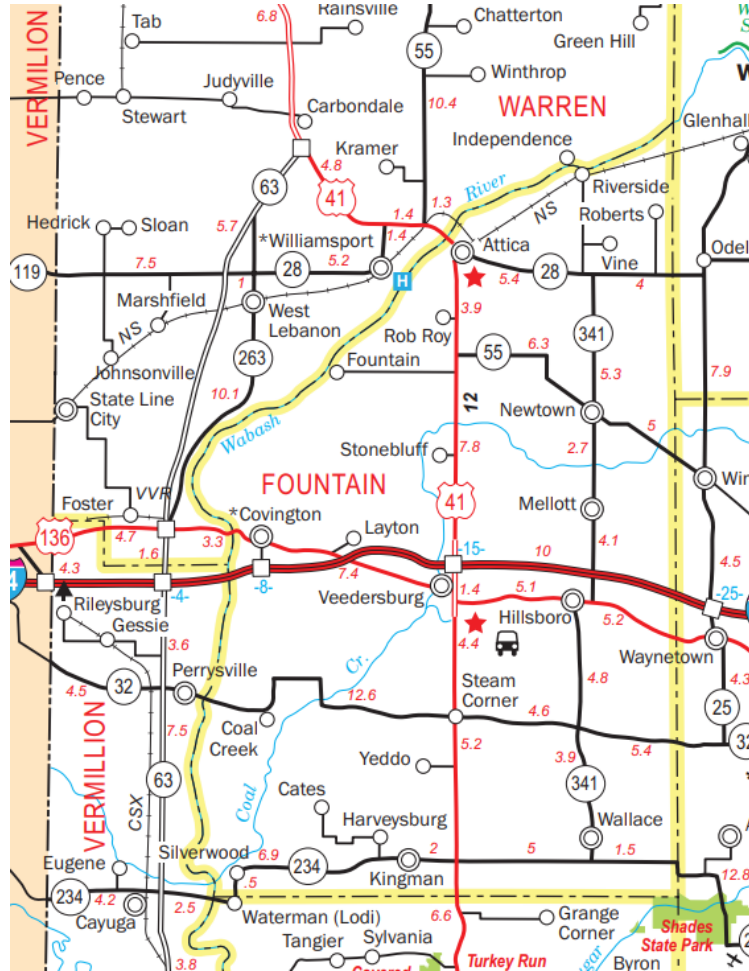 6.8
Rainsville
Tab
Chatterton
Green Hill
55
Winthrop
VERMILION
Pence
Judyville
Stewart
Carbondale
10.4
WARREN
Glenhall
Independence
Kramer
4.8
63
41
River
Riverside
1.3
NS
Roberts
Hedrick
Sloan
5.7
1.4
1.4
*Williamsport
Attica
Vine
Odel
119
7.5
28
5.2
H
5.4
28
4
Marshfield
1
West
Lebanon
3.9
341
NS
Rob Roy
6.3
55
Johnsonville
263
Fountain
5.3
7.9
State Line
City
10.1
12
Newtown
5
Wabash
Stonebluff
7.8
2.7
Win
FOUNTAIN
Foster
VVR
*Covington
41
Mellott
136
4.7
3.3
Layton
-15-
10
4.1
1.6
4.3
4
-4-
-8-
7.4
4.5
Veedersburg
1.4
5.1
Hillsboro
5.2
-25-
Rileysburg
Gessie
3.6
4.4
Waynetown
Cr.
4.3
Perrysville
4.8
32
4.5
Steam
Corner
25
12.6
4.6
Coal
Creek
5.4
32
7.5
5.2
3.9
VERMILLION
63
Yeddo
341
CSX
Coal
Cates
Harveysburg
Wallace
A
Silverwood
6.9
234
2
5
1.5
Eugene
Kingman
12.8
.5
234
4.2
2.5
Cayuga
Waterman (Lodi)
6.6
Grange
Corner
Shades
State Park
Tangier
Sylvania
Turkey Run
gar
Byron
3.8
Covered